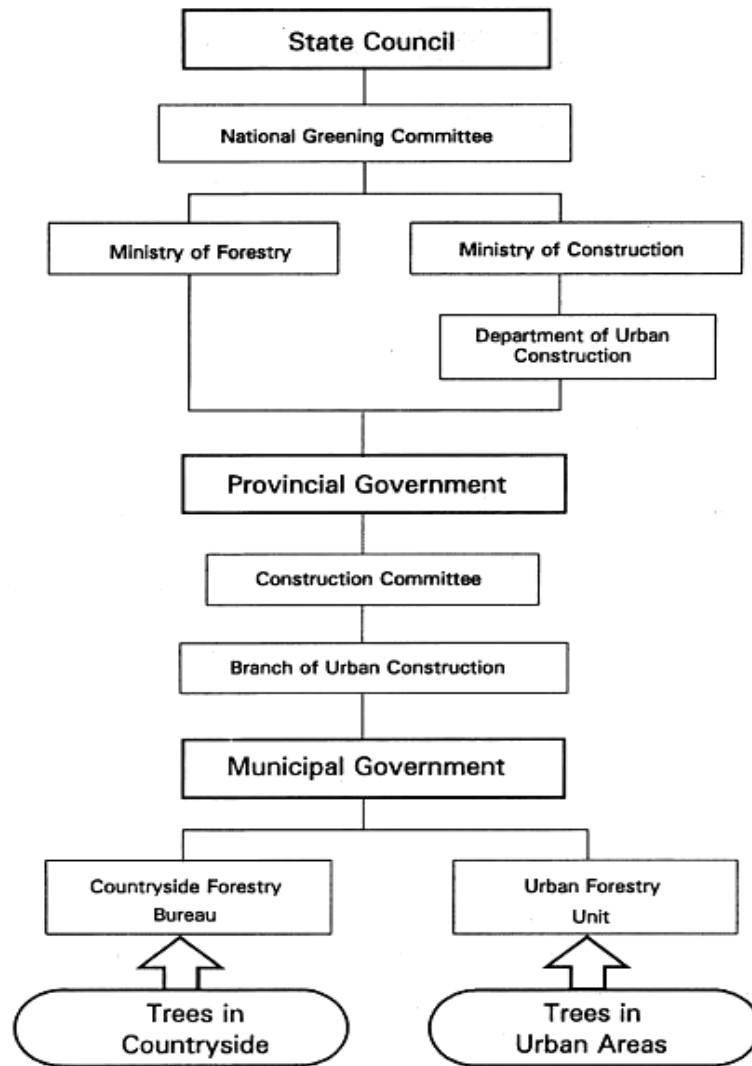 State Council
National Greening Committee
Ministry of Forestry
Ministry of Construction
Department of Urban
Construction
Provincial Government
Construction Committee
Branch of Urban Construction
Municipal Government
Countryside Forestry
Bureau
Urban Forestry
Unit
Trees in
Countryside
Trees in
Urban Areas